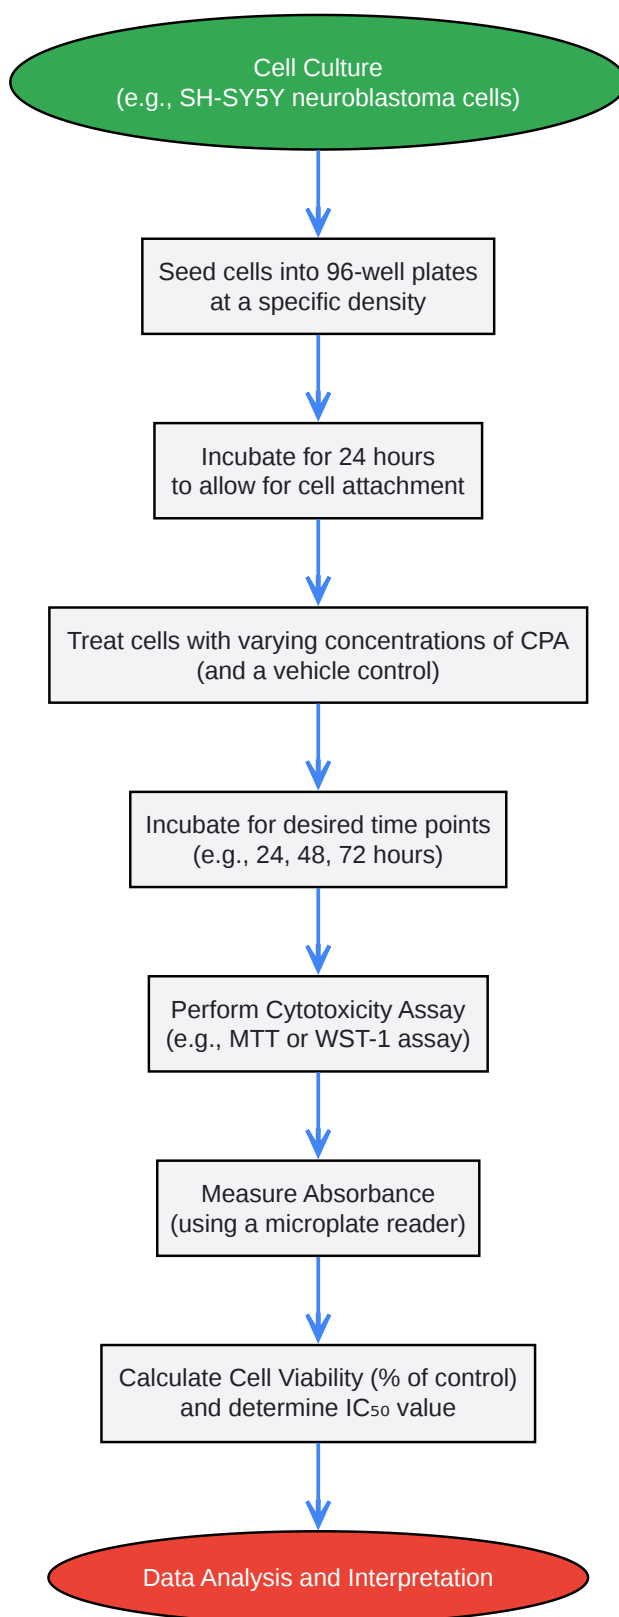 Cell Culture
(e.g., SH-SY5Y neuroblastoma cells)
Seed cells into 96-well plates
at a specific density
Incubate for 24 hours
to allow for cell attachment
Treat cells with varying concentrations of CPA
(and a vehicle control)
Incubate for desired time points
(e.g., 24, 48, 72 hours)
Perform Cytotoxicity Assay
(e.g., MTT or WST-1 assay)
Measure Absorbance
(using a microplate reader)
Calculate Cell Viability (% of control)
and determine IC₅₀ value
Data Analysis and Interpretation